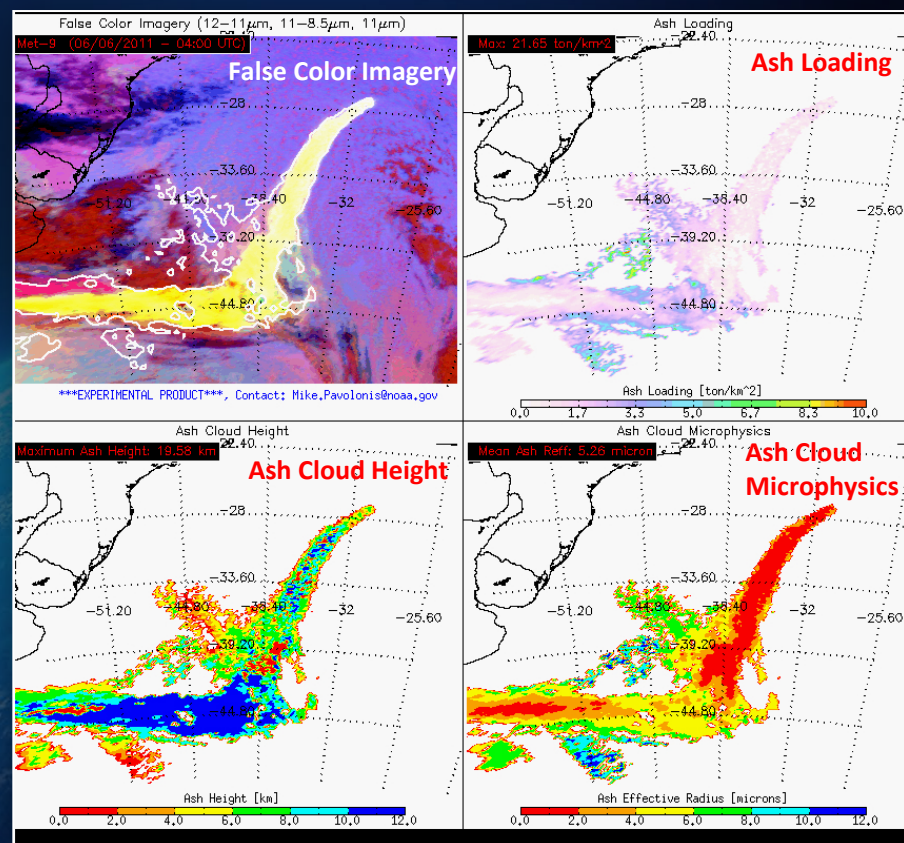 False Color Imagery (12-11µm, 11-8.5µm, 11µm)
Met-9 (06/06/2011 - 04:00 UTC)
False Color Imagery
-28
-33.60
-51.20
-44.80
-38.40
-32
-25.60
-39.20
-44.80
***EXPERIMENTAL PRODUCT***, Contact: Mike.Pavolonis@noaa.gov
Ash Loading
Max: 21.65 ton/km^2
-22.40
Ash Loading
-28
-33.60
-51.20
-44.80
-38.40
-32
-25.60
-39.20
-44.80
Ash Loading [ton/km^2]
0.0 1.7 3.3 5.0 6.7 8.3 10.0
Ash Cloud Height
Maximum Ash Height: 19.58 km
-22.40
Ash Cloud Height
-28
-33.60
-51.20
-44.80
-38.40
-32
-25.60
-39.20
-44.80
Ash Height [km]
0.0 2.0 4.0 6.0 8.0 10.0 12.0
Ash Cloud Microphysics
Mean Ash Reff: 5.26 micron
-22.40
Ash Cloud
Microphysics
-28
-33.60
-51.20
-44.80
-38.40
-32
-25.60
-39.20
-44.80
Ash Effective Radius [microns]
0.0 2.0 4.0 6.0 8.0 10.0 12.0